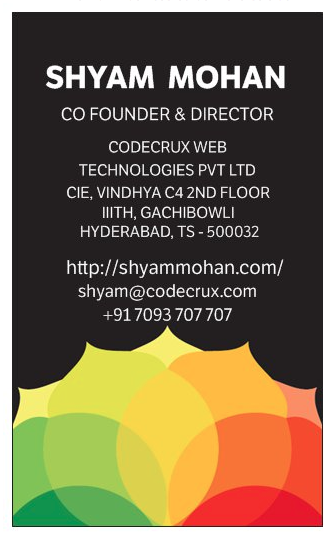 SHYAM MOHAN
CO FOUNDER & DIRECTOR
CODECRUX WEB
TECHNOLOGIES PVT LTD
CIE, VINDHYA C4 2ND FLOOR
IIITH, GACHIBOWLI
HYDERABAD, TS - 500032
http://shyammohan.com/
shyam@codecrux.com
+91 7093 707 707